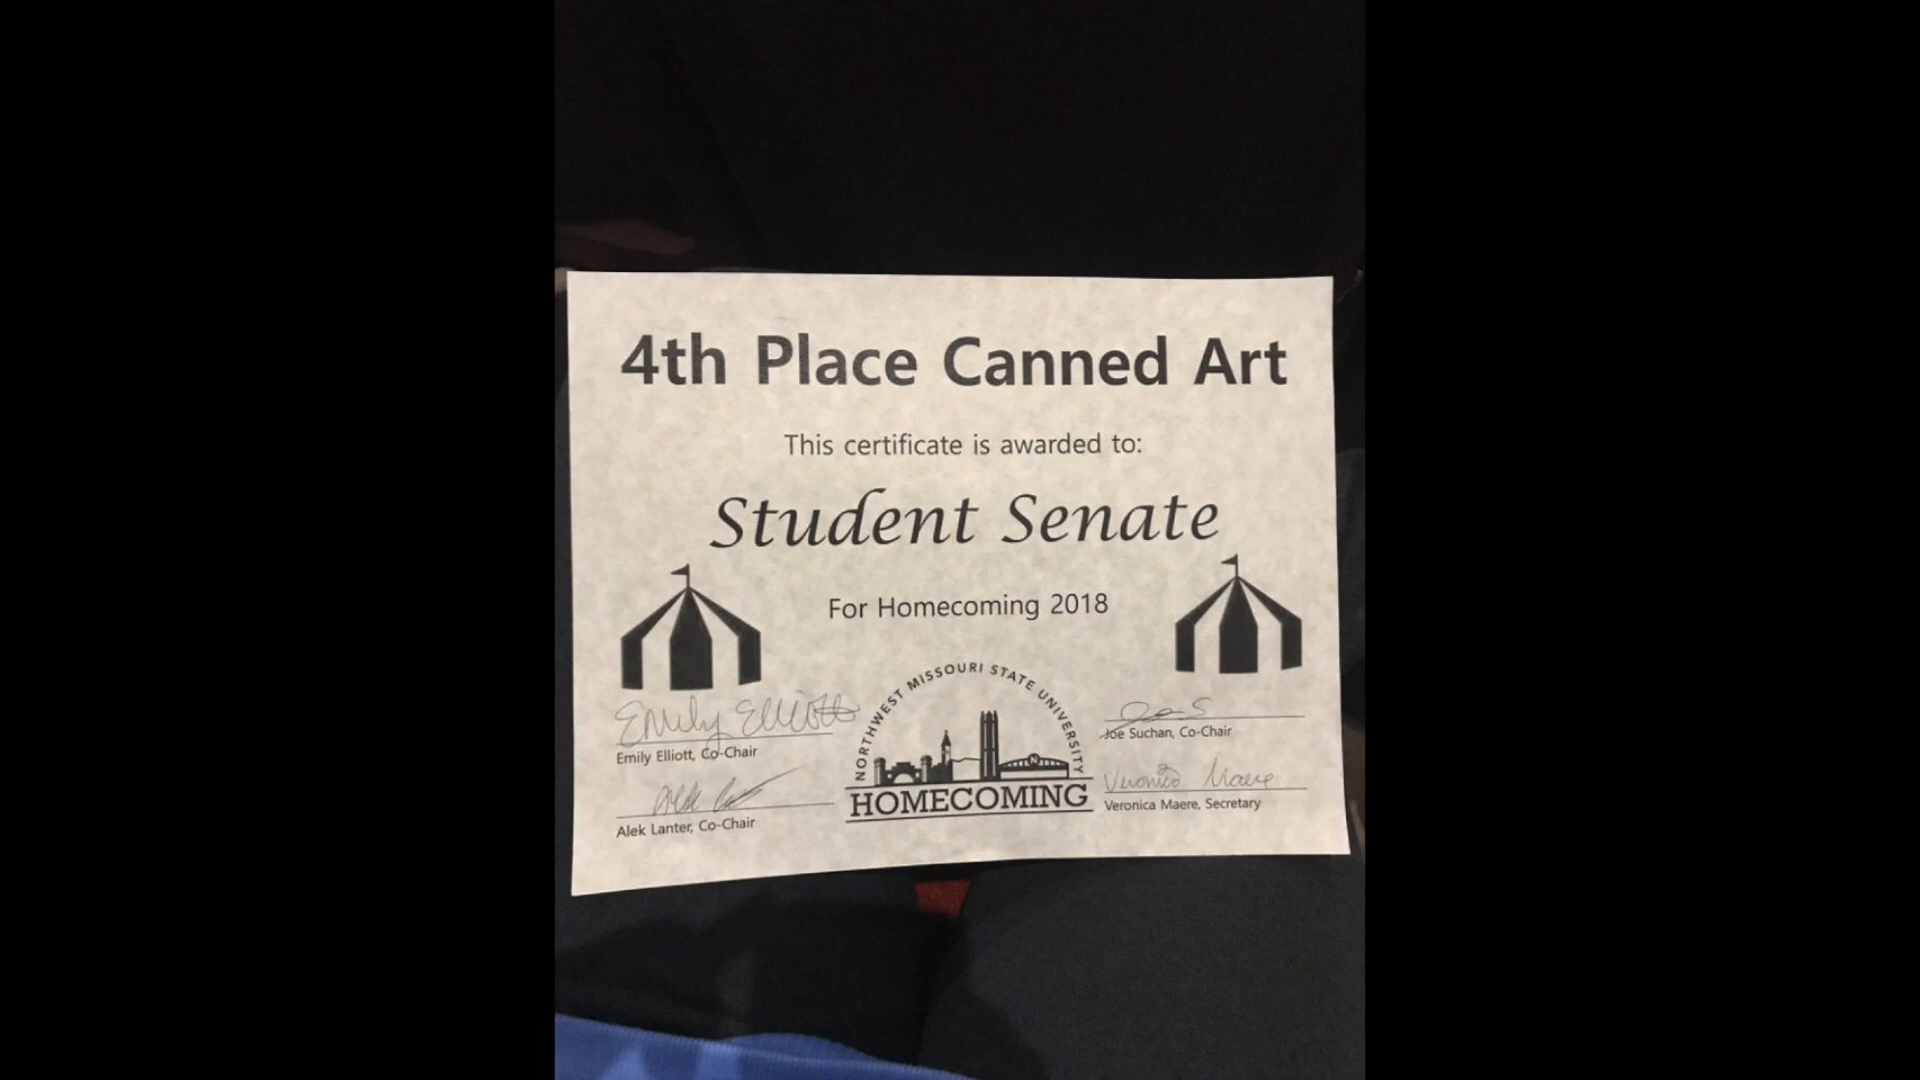 4th Place Canned Art
This certificate is awarded to:
Student Senate
For Homecoming 2018
Emily Elliott
Emily Elliott, Co-Chair
Alek Lanter, Co-Chair
NORTHWEST MISSOURI STATE UNIVERSITY
N
HOMECOMING
Joe S
Joe Suchan, Co-Chair
Veronica Maere
Veronica Maere, Secretary